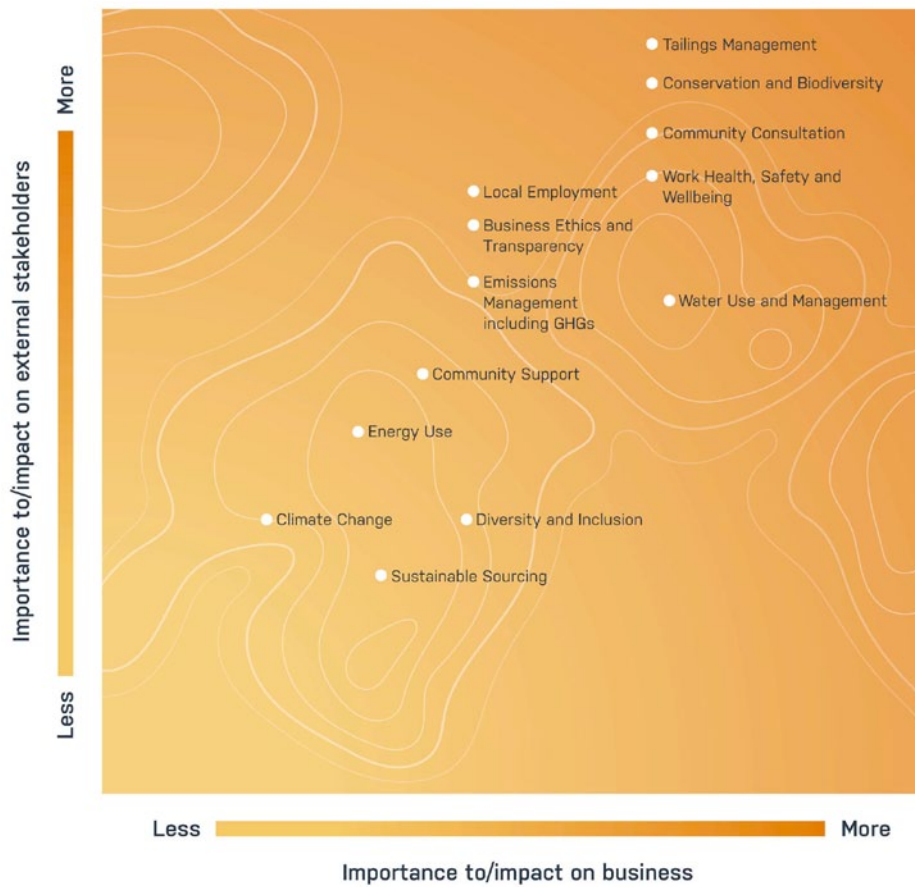 More
Importance to/impact on external stakeholders
Less
Tailings Management
Conservation and Biodiversity
Community Consultation
Work Health, Safety and
Wellbeing
Local Employment
Business Ethics and
Transparency
Emissions
Management
including GHGs
Water Use and Management
Community Support
Energy Use
Climate Change
Diversity and Inclusion
Sustainable Sourcing
Less
More
Importance to/impact on business